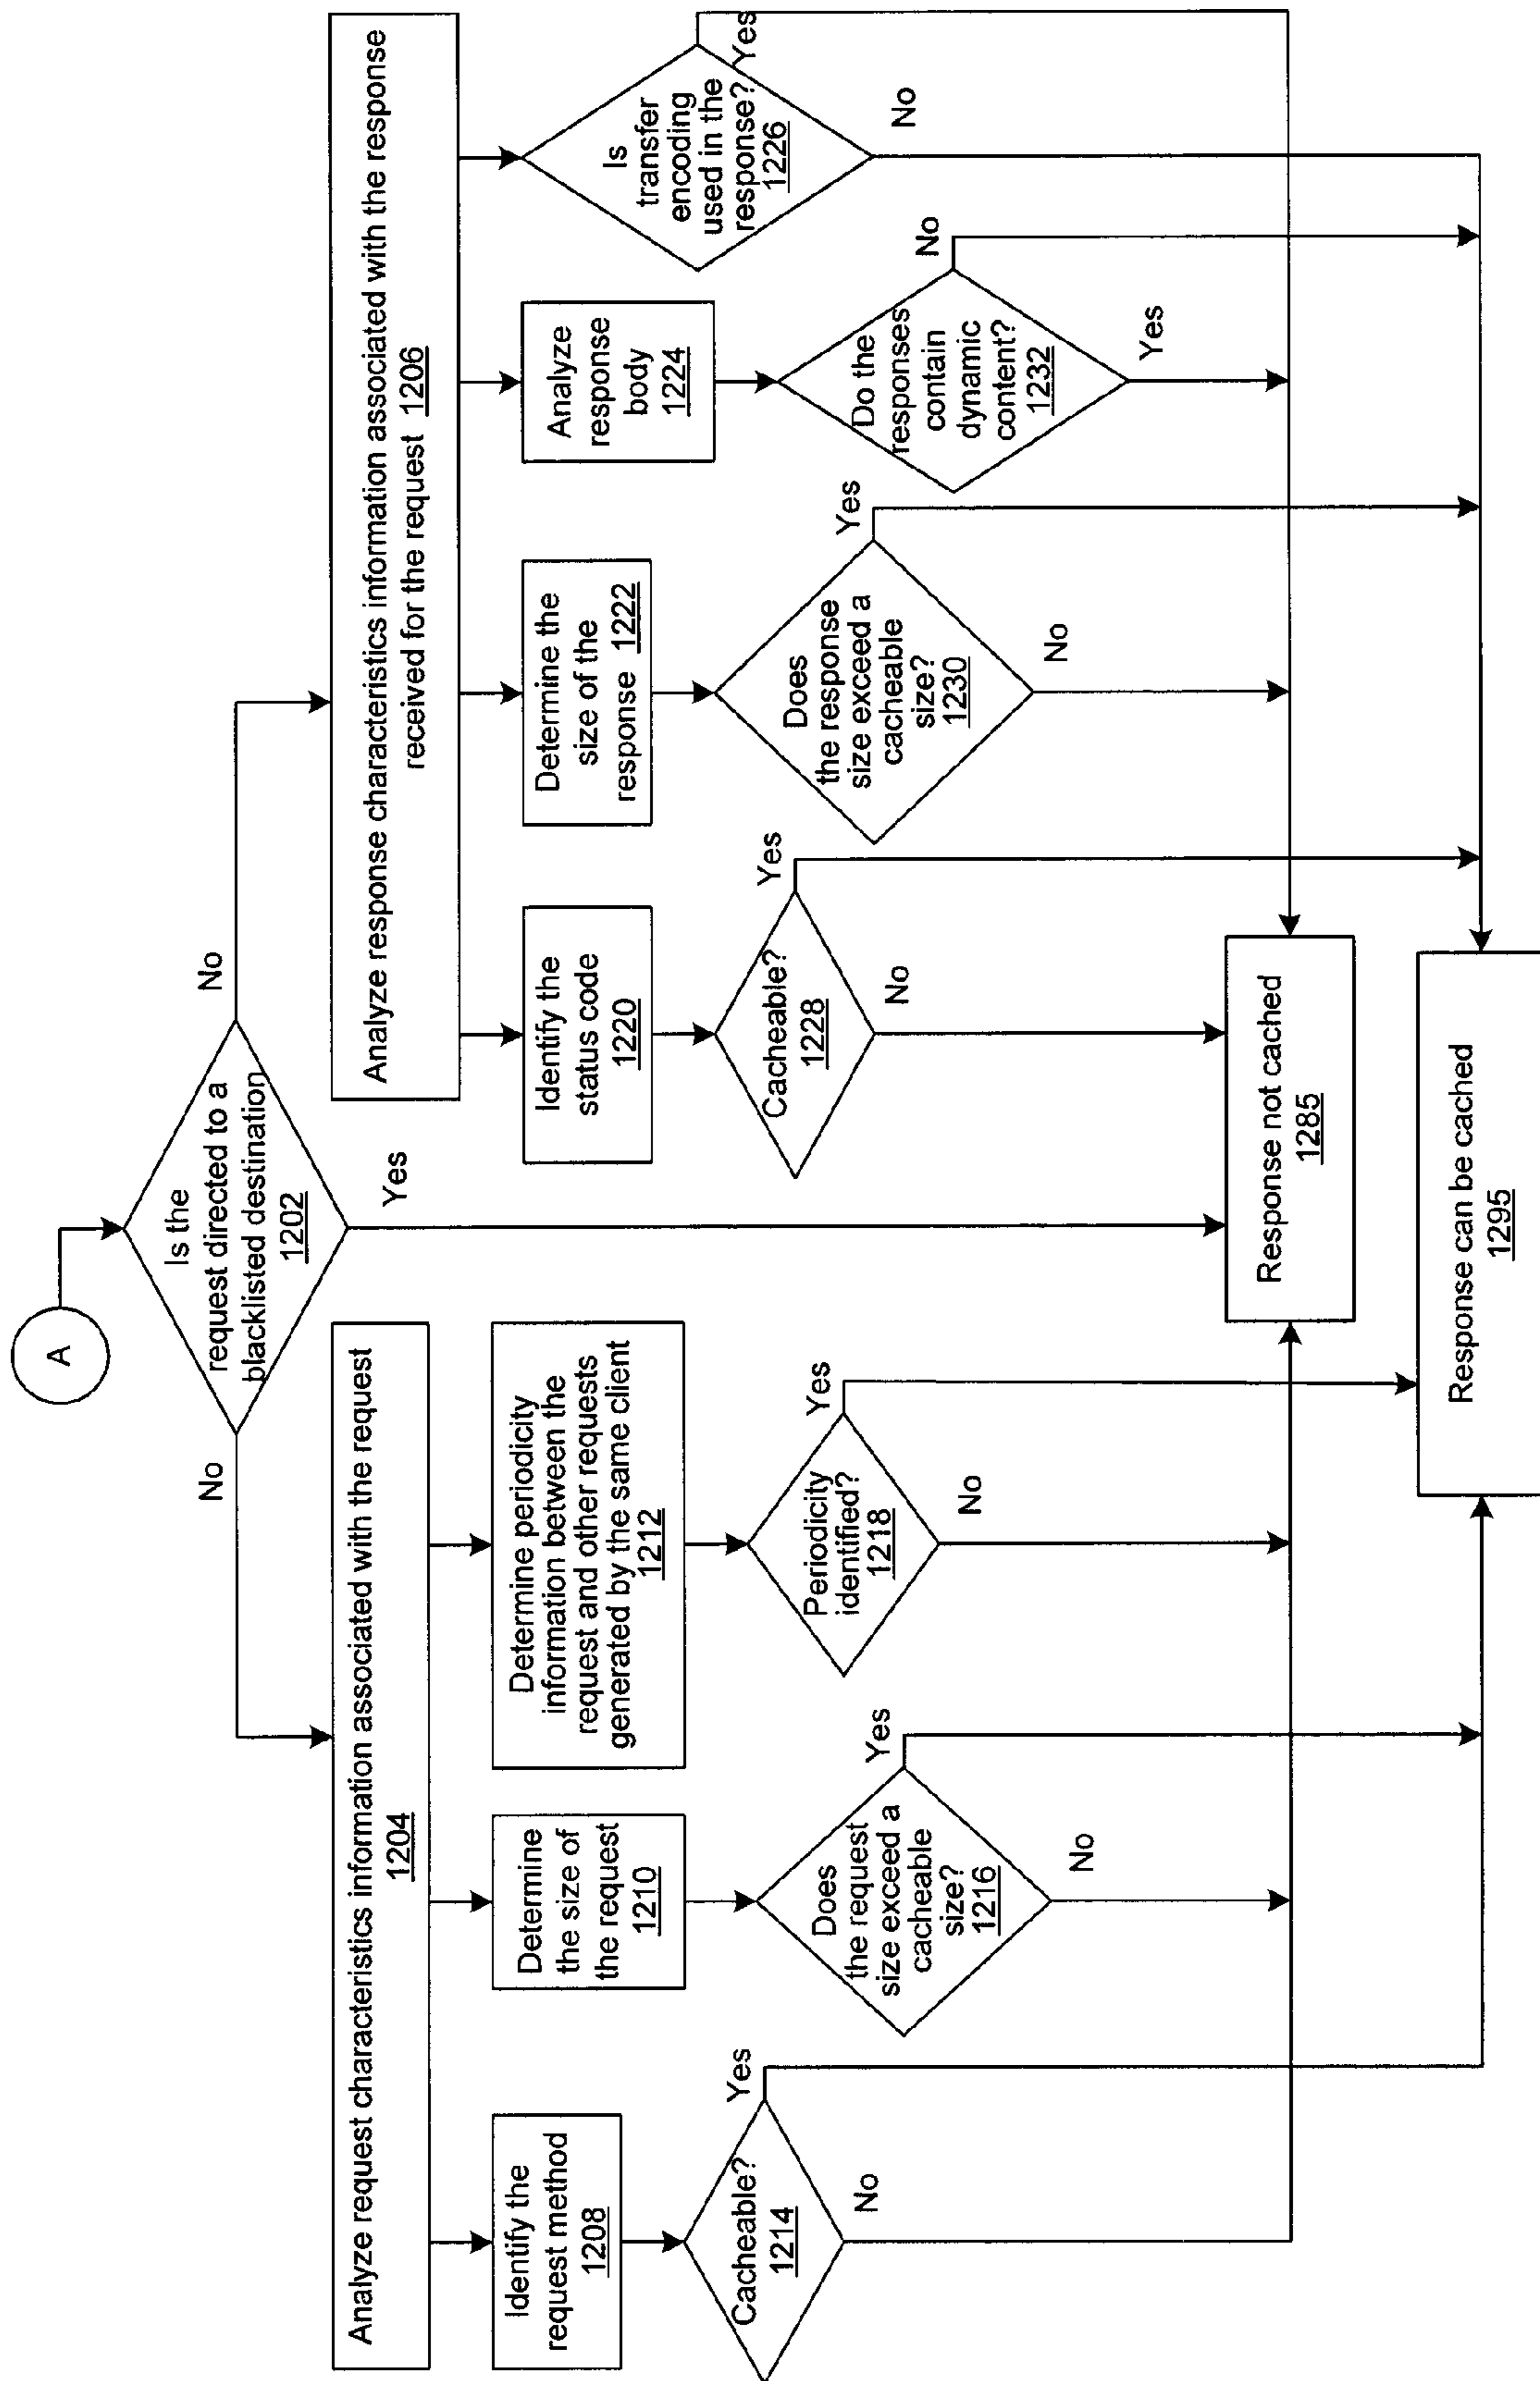 A
Is the
request directed to a
blacklisted destination
1202
No
No
Yes
Analyze request characteristics information associated with the request
1204
Analyze response characteristics information associated with the response
received for the request 1206
Identify the
request method
1208
Determine
the size of
the request
1210
Determine periodicity
information between the
request and other requests
generated by the same client
1212
Identify the
status code
1220
Determine the
size of the
response 1222
Analyze
response
body
1224
Is
transfer
encoding
used in the
response?
1226
Yes
No
Cacheable?
1214
Yes
No
Does
the request
size exceed a
cacheable
size?
1216
Yes
No
Periodicity
identified?
1218
Yes
No
Cacheable?
1228
Yes
No
Does
the response
size exceed a
cacheable
size?
1230
Yes
No
Do the
responses
contain
dynamic
content?
1232
No
Yes
Response not cached
1285
Response can be cached
1295